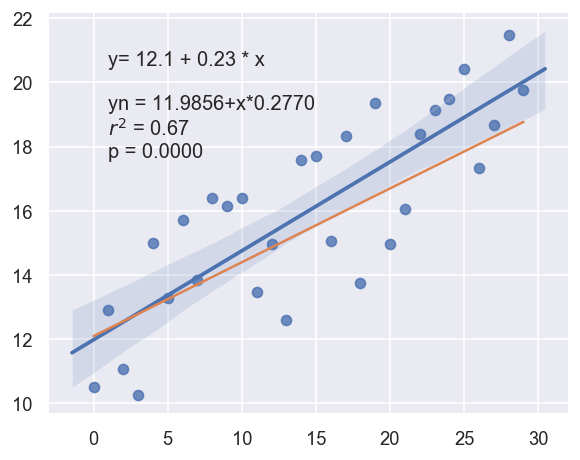 y= 12.1 + 0.23 * x
yn = 11.9856+x*0.2770
r² = 0.67
p = 0.0000
22
20
18
16
14
12
10
0 5 10 15 20 25 30